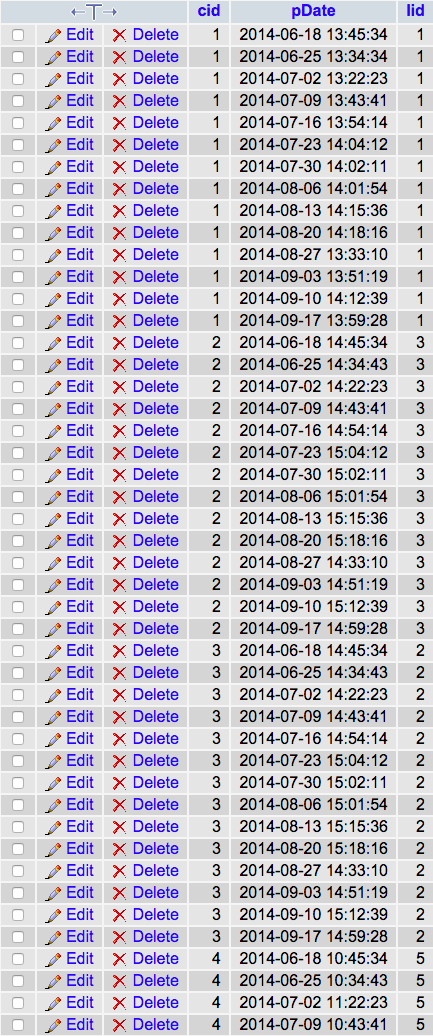 cid pDate lid
Edit Delete 1 2014-06-18 13:45:34 1
Edit Delete 1 2014-06-25 13:34:34 1
Edit Delete 1 2014-07-02 13:22:23 1
Edit Delete 1 2014-07-09 13:43:41 1
Edit Delete 1 2014-07-16 13:54:14 1
Edit Delete 1 2014-07-23 14:04:12 1
Edit Delete 1 2014-07-30 14:02:11 1
Edit Delete 1 2014-08-06 14:01:54 1
Edit Delete 1 2014-08-13 14:15:36 1
Edit Delete 1 2014-08-20 14:18:16 1
Edit Delete 1 2014-08-27 13:33:10 1
Edit Delete 1 2014-09-03 13:51:19 1
Edit Delete 1 2014-09-10 14:12:39 1
Edit Delete 1 2014-09-17 13:59:28 1
Edit Delete 2 2014-06-18 14:45:34 3
Edit Delete 2 2014-06-25 14:34:43 3
Edit Delete 2 2014-07-02 14:22:23 3
Edit Delete 2 2014-07-09 14:43:41 3
Edit Delete 2 2014-07-16 14:54:14 3
Edit Delete 2 2014-07-23 15:04:12 3
Edit Delete 2 2014-07-30 15:02:11 3
Edit Delete 2 2014-08-06 15:01:54 3
Edit Delete 2 2014-08-13 15:15:36 3
Edit Delete 2 2014-08-20 15:18:16 3
Edit Delete 2 2014-08-27 14:33:10 3
Edit Delete 2 2014-09-03 14:51:19 3
Edit Delete 2 2014-09-10 15:12:39 3
Edit Delete 2 2014-09-17 14:59:28 3
Edit Delete 3 2014-06-18 14:45:34 2
Edit Delete 3 2014-06-25 14:34:43 2
Edit Delete 3 2014-07-02 14:22:23 2
Edit Delete 3 2014-07-09 14:43:41 2
Edit Delete 3 2014-07-16 14:54:14 2
Edit Delete 3 2014-07-23 15:04:12 2
Edit Delete 3 2014-07-30 15:02:11 2
Edit Delete 3 2014-08-06 15:01:54 2
Edit Delete 3 2014-08-13 15:15:36 2
Edit Delete 3 2014-08-20 15:18:16 2
Edit Delete 3 2014-08-27 14:33:10 2
Edit Delete 3 2014-09-03 14:51:19 2
Edit Delete 3 2014-09-10 15:12:39 2
Edit Delete 3 2014-09-17 14:59:28 2
Edit Delete 4 2014-06-18 10:45:34 5
Edit Delete 4 2014-06-25 10:34:43 5
Edit Delete 4 2014-07-02 11:22:23 5
Edit Delete 4 2014-07-09 10:43:41 5